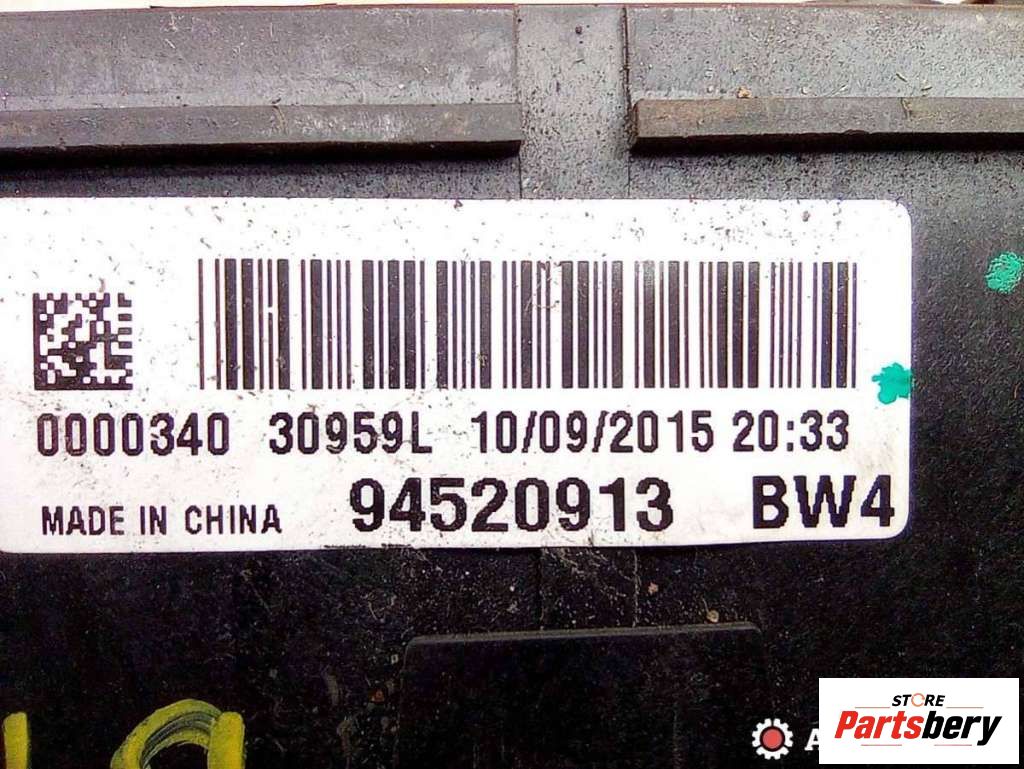 0000340 30959L 10/09/2015 20:33
MADE IN CHINA 94520913 BW4
STORE
Partsbery